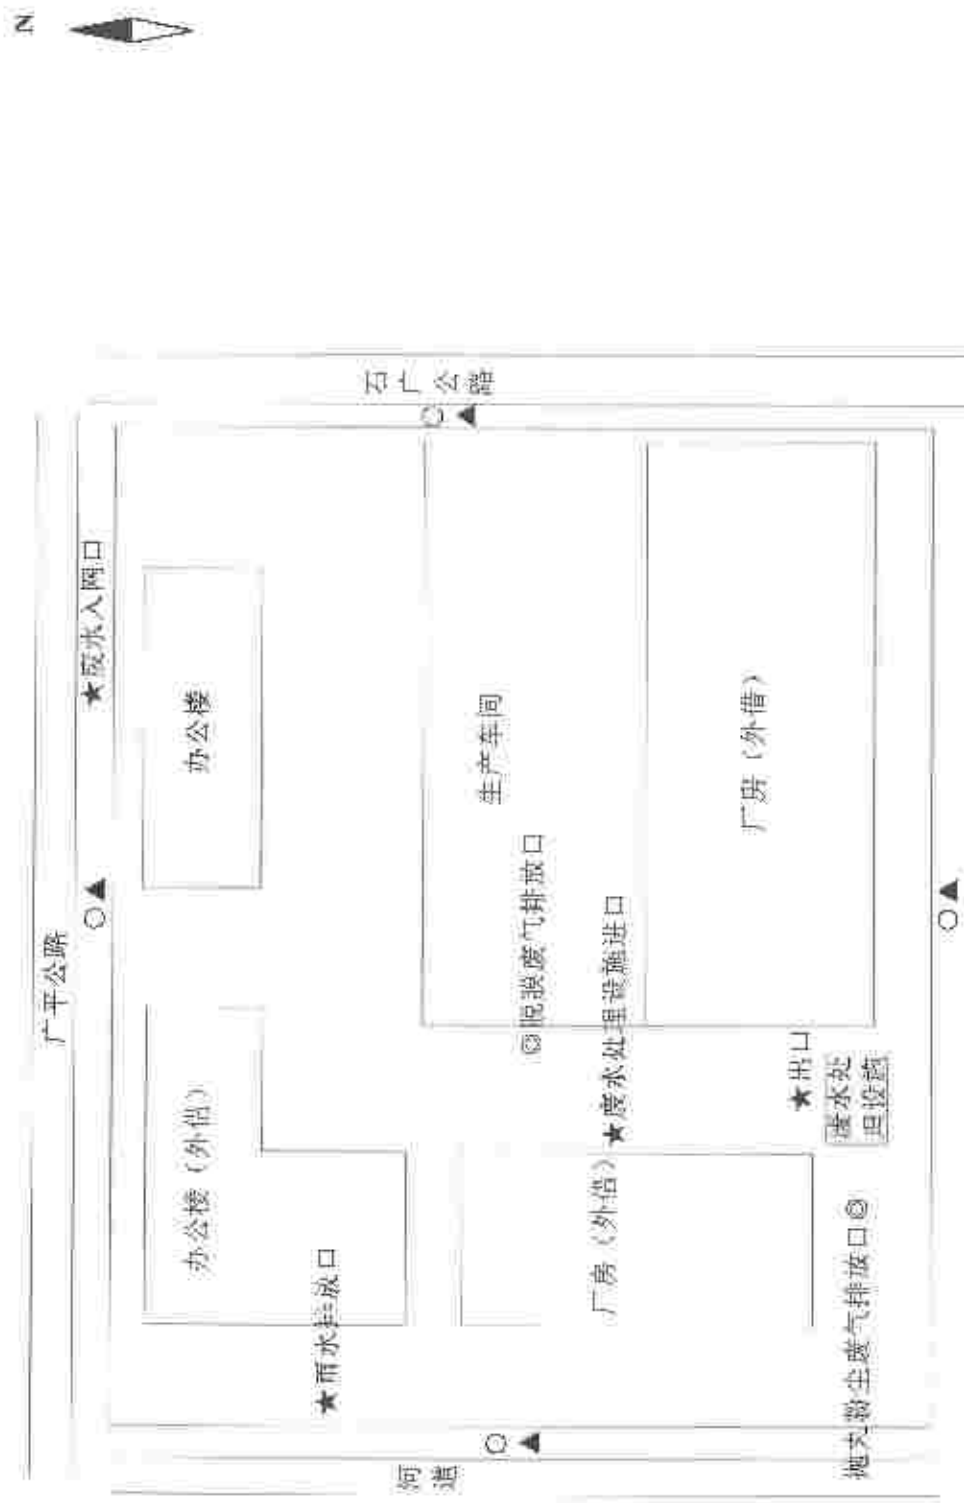 N
石广公路
★废水入网口
办公楼
生产车间
厂房（外借）
广平公路
◎脱漆废气排放口
★废水处理设施进口
★出口
废水处
理设施
办公楼（外借）
厂房（外借）
★雨水排放口
抛丸粉尘废气排放口◎
河道